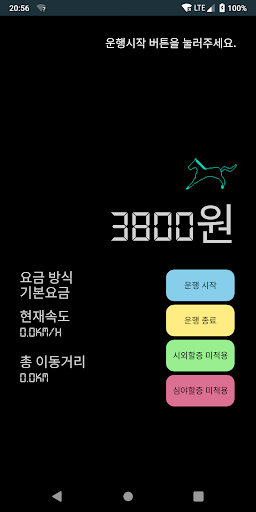 20:56
LTE 100%
운행시작 버튼을 눌러주세요.
3800원
요금 방식
기본요금
운행 시작
현재속도
0.0KM/H
운행 종료
총 이동거리
0.0KM
시외할증 미적용
심야할증 미적용